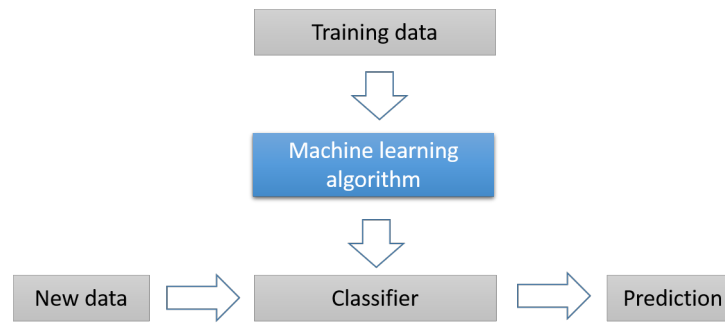 Training data
Machine learning
algorithm
New data
Classifier
Prediction